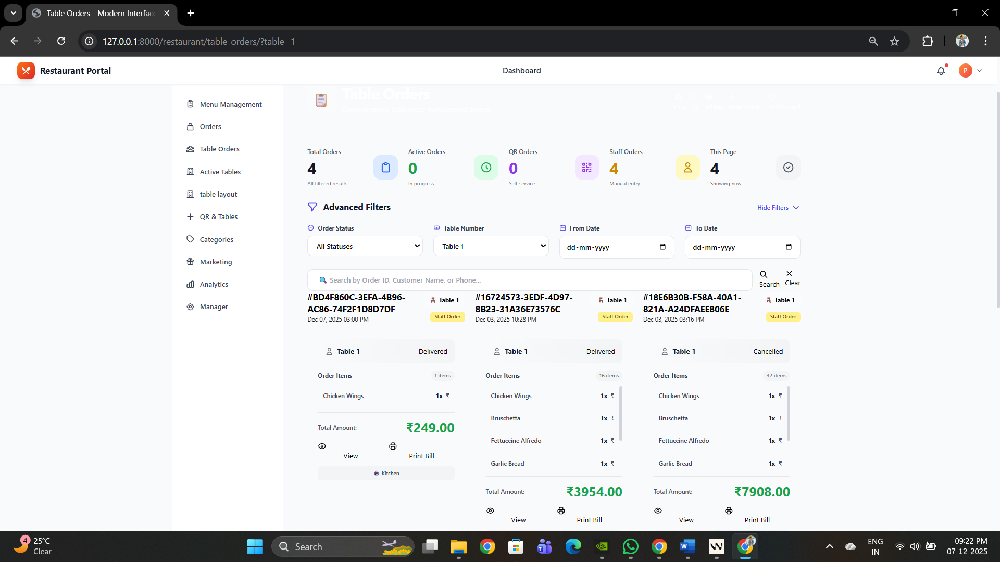 Table Orders - Modern Interface
127.0.0.1:8000/restaurant/table-orders/?table=1
Restaurant Portal
Dashboard
P
Menu Management
Orders
Table Orders
Active Tables
table layout
QR & Tables
Categories
Marketing
Analytics
Manager
Table Orders
Comprehensive table order management system
Total Orders
4
All filtered results
Active Orders
0
In progress
QR Orders
0
Self-service
Staff Orders
4
Manual entry
This Page
4
Showing now
Advanced Filters
Hide Filters
Order Status
Table Number
From Date
To Date
All Statuses
Table 1
dd-mm-yyyy
dd-mm-yyyy
Search by Order ID, Customer Name, or Phone...
Search
Clear
#BD4F860C-3EFA-4B96-
AC86-74F2F1D8D7DF
Dec 07, 2025 03:00 PM
Table 1
Staff Order
Table 1 Delivered
Order Items 1 items
Chicken Wings 1x ₹
Total Amount: ₹249.00
View Print Bill
Kitchen
#16724573-3EDF-4D97-
8B23-31A36E73576C
Dec 03, 2025 10:28 PM
Table 1
Staff Order
Table 1 Delivered
Order Items 16 items
Chicken Wings 1x ₹
Bruschetta 1x ₹
Fettuccine Alfredo 1x ₹
Garlic Bread 1x ₹
Total Amount: ₹3954.00
View Print Bill
#18E6B30B-F58A-40A1-
821A-A24DFAEE806E
Dec 03, 2025 03:16 PM
Table 1
Staff Order
Table 1 Cancelled
Order Items 32 items
Chicken Wings 1x ₹
Bruschetta 1x ₹
Fettuccine Alfredo 1x ₹
Garlic Bread 1x ₹
Total Amount: ₹7908.00
View Print Bill
4
25°C
Clear
Search
ENG
IN
09:22 PM
07-12-2025